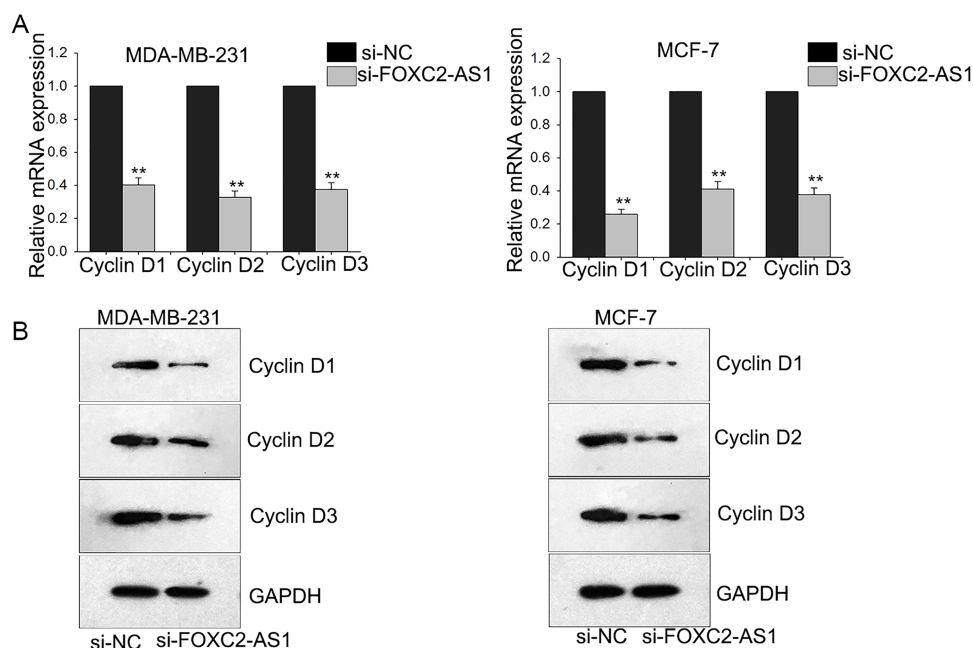 A
MDA-MB-231
si-NC
si-FOXC2-AS1
Relative mRNA expression
1.2
1.0
0.8
0.6
0.4
0.2
0.0
**
**
**
Cyclin D1
Cyclin D2
Cyclin D3
MCF-7
si-NC
si-FOXC2-AS1
Relative mRNA expression
1.2
1.0
0.8
0.6
0.4
0.2
0.0
**
**
**
Cyclin D1
Cyclin D2
Cyclin D3
B
MDA-MB-231
Cyclin D1
Cyclin D2
Cyclin D3
GAPDH
si-NC si-FOXC2-AS1
MCF-7
Cyclin D1
Cyclin D2
Cyclin D3
GAPDH
si-NC si-FOXC2-AS1